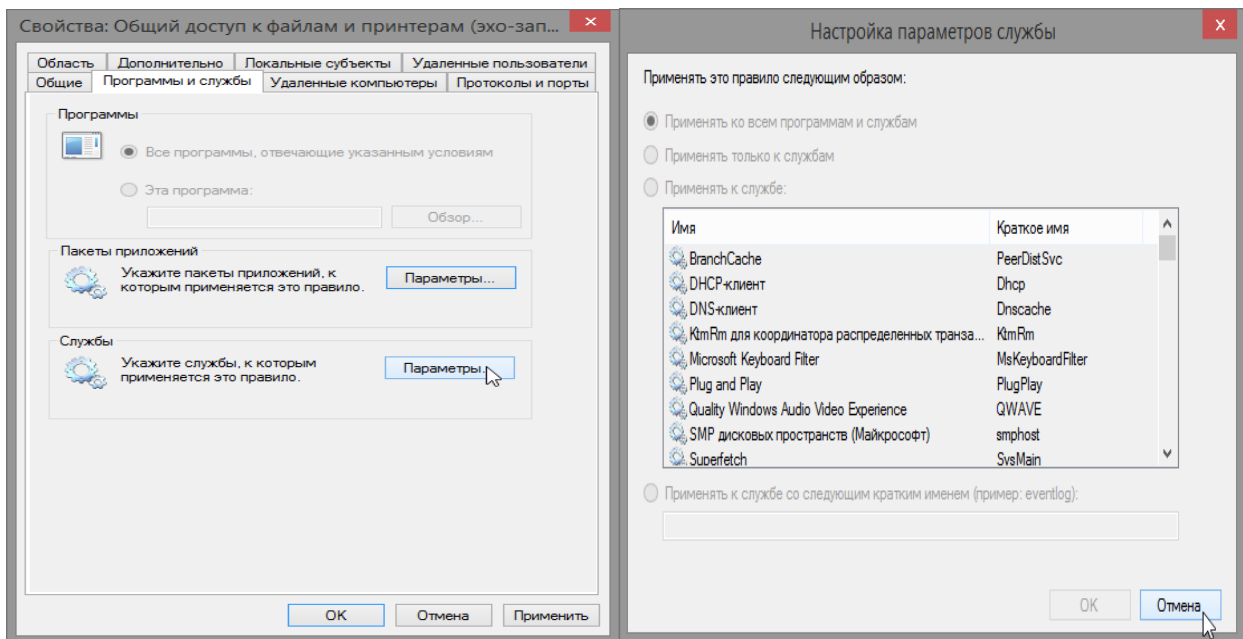 Свойства: Общий доступ к файлам и принтерам (эхо-зап...
Область Дополнительно Локальные субъекты Удаленные пользователи
Общие Программы и службы Удаленные компьютеры Протоколы и порты
Программы
Все программы, отвечающие указанным условиям
Эта программа:
Обзор...
Пакеты приложений
Укажите пакеты приложений, к
которым применяется это правило.
Параметры...
Службы
Укажите службы, к которым
применяется это правило.
Параметры...
OK Отмена Применить
Настройка параметров службы
Применять это правило следующим образом:
Применять ко всем программам и службам
Применять только к службам
Применять к службе:
Имя Краткое имя
BranchCache PeerDistSvc
DHCP-клиент Dhcp
DNS-клиент Dnscache
KtmRm для координатора распределенных транза... KtmRm
Microsoft Keyboard Filter MsKeyboardFilter
Plug and Play PlugPlay
Quality Windows Audio Video Experience QWAVE
SMP дисковых пространств (Майкрософт) smphost
Superfetch SysMain
Применять к службе со следующим кратким именем (пример: eventlog):
OK Отмена